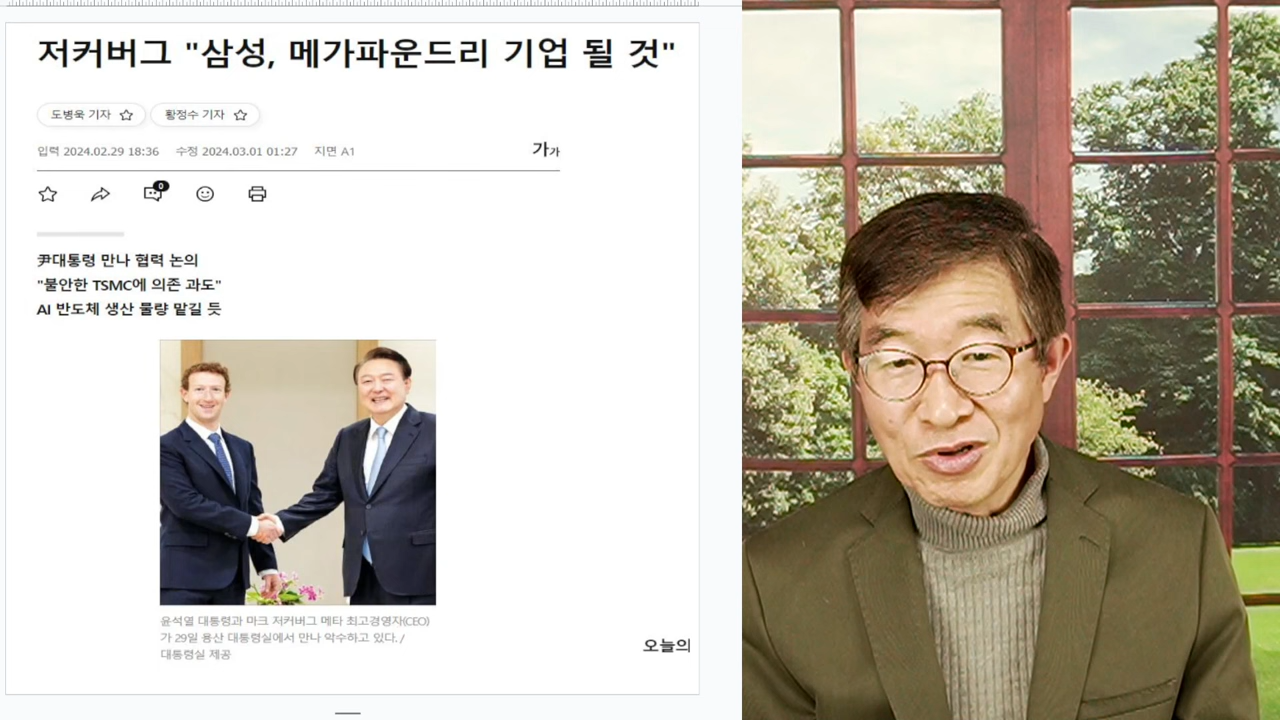 저커버그 "삼성, 메가파운드리 기업 될 것"
도병욱 기자 황정수 기자
입력 2024.02.29 18:36 수정 2024.03.01 01:27 지면 A1
가가
0
尹대통령 만나 협력 논의
"불안한 TSMC에 의존 과도"
AI 반도체 생산 물량 맡길 듯
윤석열 대통령과 마크 저커버그 메타 최고경영자(CEO)
가 29일 용산 대통령실에서 만나 악수하고 있다. /
대통령실 제공
오늘의